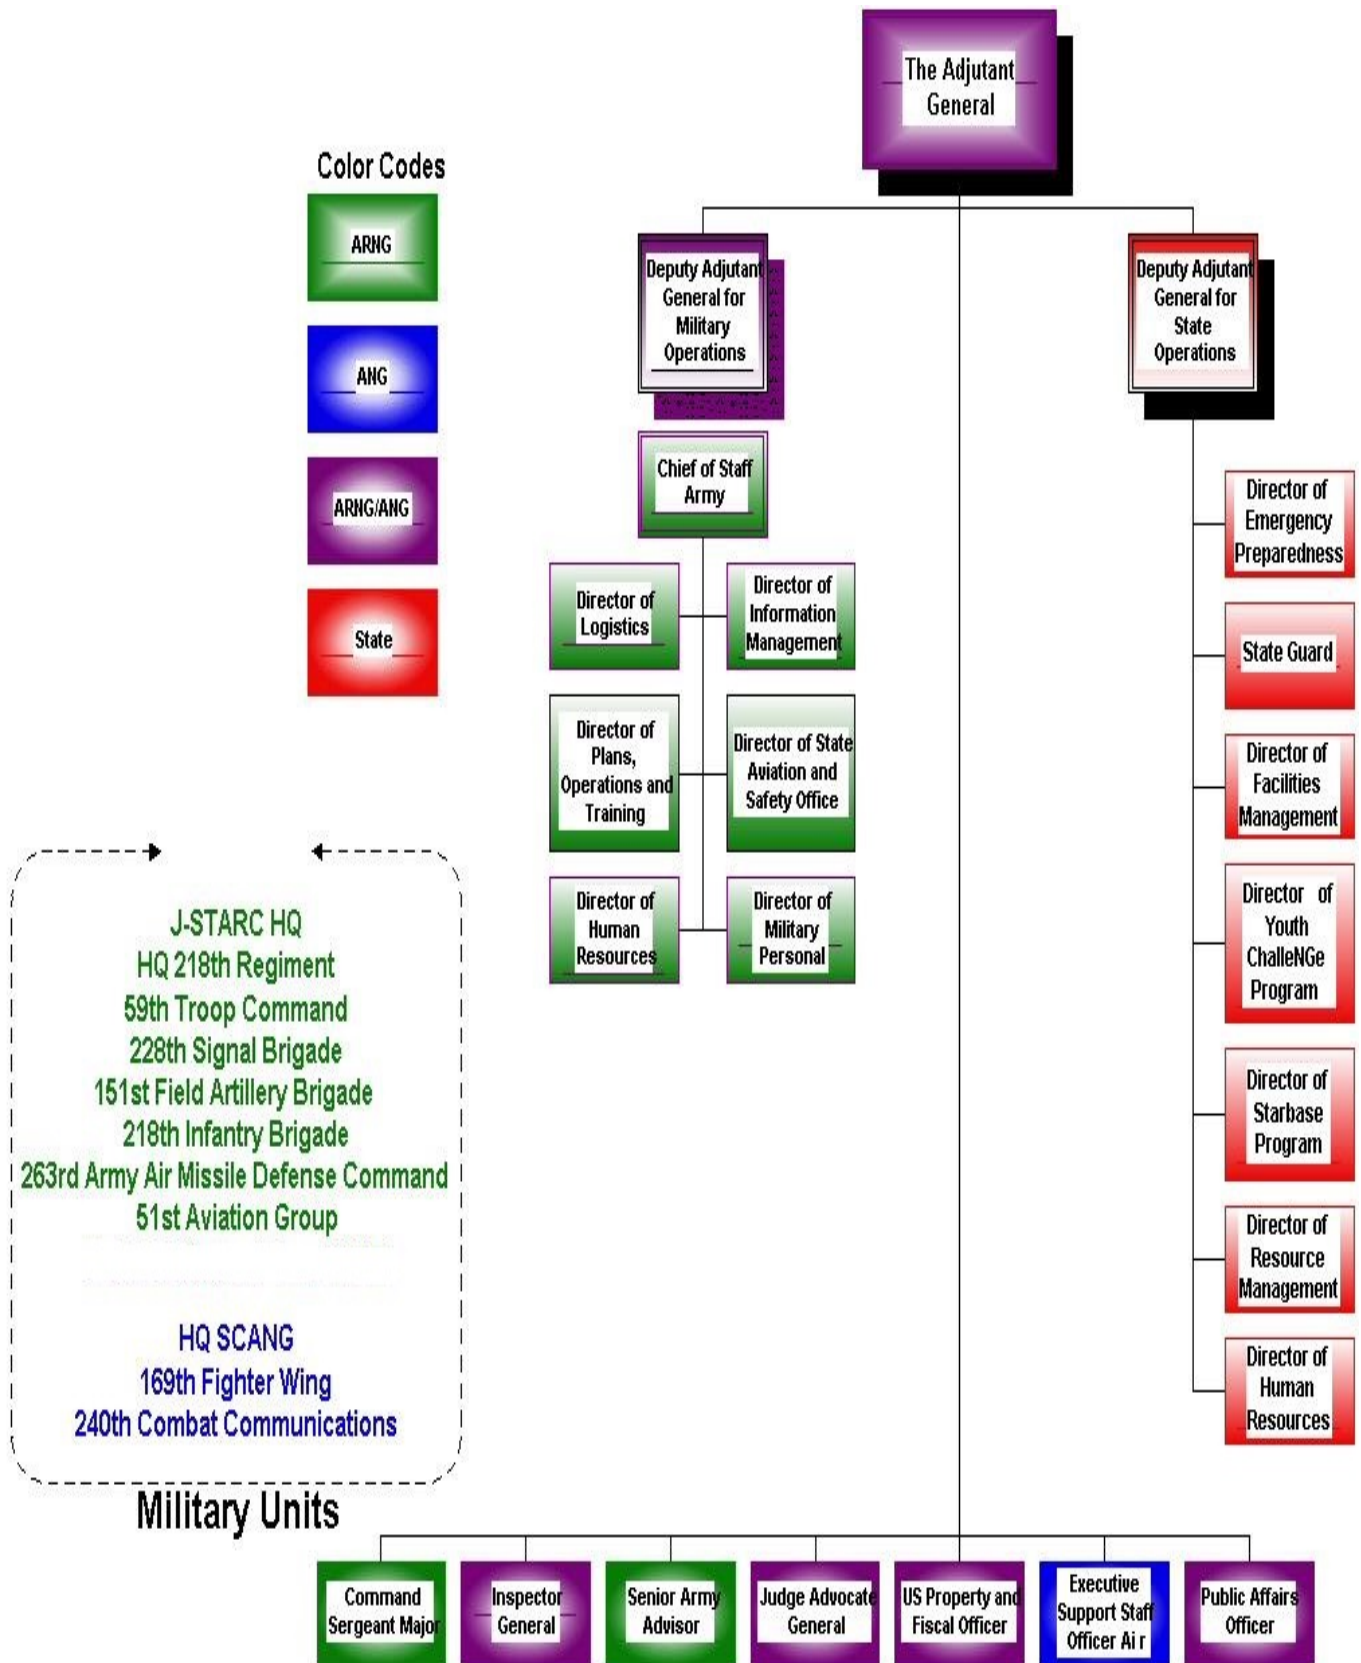 The Adjutant
General
Color Codes
ARNG
ANG
ARNG/ANG
State
Deputy Adjutant
General for
Military
Operations
Deputy Adjutant
General for
State
Operations
Chief of Staff
Army
Director of
Logistics
Director of
Information
Management
Director of
Plans,
Operations and
Training
Director of State
Aviation and
Safety Office
Director of
Human
Resources
Director of
Military
Personal
Director of
Emergency
Preparedness
State Guard
Director of
Facilities
Management
Director of
Youth
ChalleNGe
Program
Director of
Starbase
Program
Director of
Resource
Management
Director of
Human
Resources
J-STARC HQ
HQ 218th Regiment
59th Troop Command
228th Signal Brigade
151st Field Artillery Brigade
218th Infantry Brigade
263rd Army Air Missile Defense Command
51st Aviation Group
HQ SCANG
169th Fighter Wing
240th Combat Communications
Military Units
Command
Sergeant Major
Inspector
General
Senior Army
Advisor
Judge Advocate
General
US Property and
Fiscal Officer
Executive
Support Staff
Officer Ai r
Public Affairs
Officer